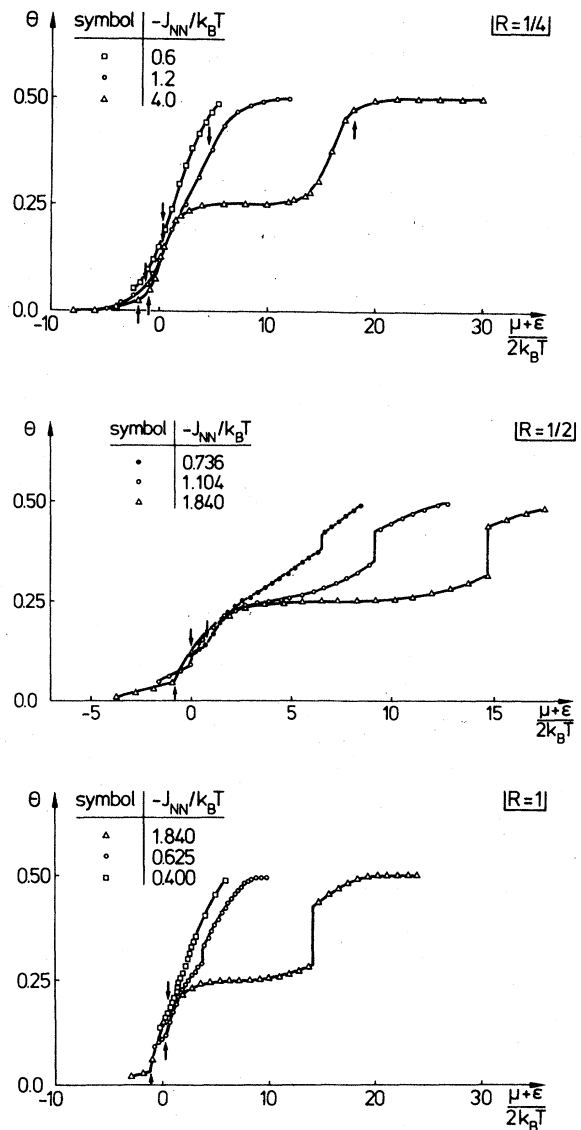 θ
symbol -J_NN/k_BT
R=1/4
□ 0.6
○ 1.2
△ 4.0
0.50
0.25
0.0
-10 0 10 20 30 μ+ε/2k_BT
θ
symbol -J_NN/k_BT
R=1/2
• 0.736
○ 1.104
△ 1.840
0.50
0.25
0.0
-5 0 5 10 15 μ+ε/2k_BT
θ
symbol -J_NN/k_BT
R=1
△ 1.840
○ 0.625
□ 0.400
0.50
0.25
0.0
-10 0 10 20 30 μ+ε/2k_BT